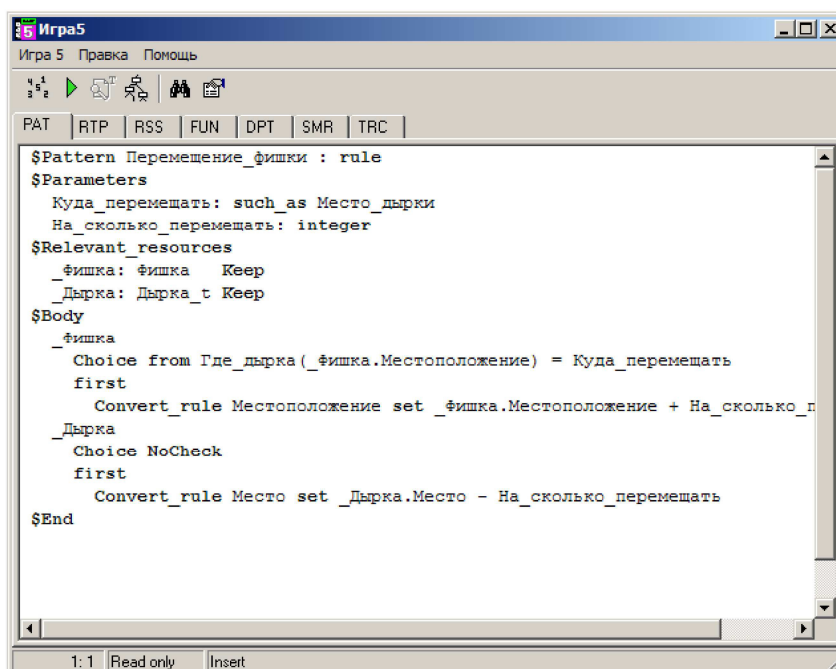 Игра5
Игра 5 Правка Помощь
PAT RTP RSS FUN DPT SMR TRC
$Pattern Перемещение_фишки : rule
$Parameters
Куда_перемещать: such_as Место_дырки
На_сколько_перемещать: integer
$Relevant_resources
_Фишка: Фишка Keep
_Дырка: Дырка_t Keep
$Body
_Фишка
Choice from Где_дырка(_Фишка.Местоположение) = Куда_перемещать
first
Convert_rule Местоположение set _Фишка.Местоположение + На_сколько_п
_Дырка
Choice NoCheck
first
Convert_rule Место set _Дырка.Место - На_сколько_перемещать
$End
1: 1 Read only Insert